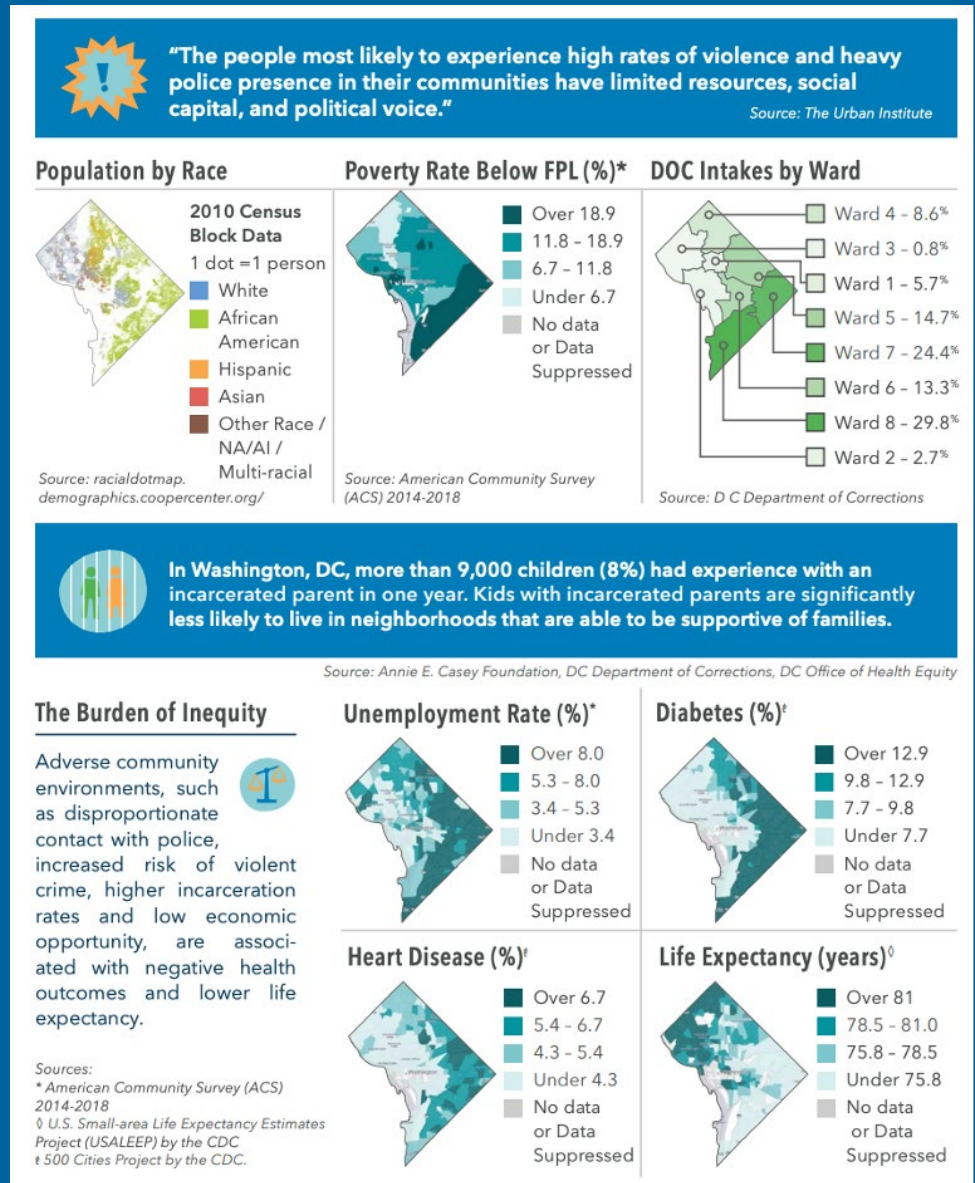 “The people most likely to experience high rates of violence and heavy
police presence in their communities have limited resources, social
capital, and political voice.”
Source: The Urban Institute
Population by Race
2010 Census
Block Data
1 dot =1 person
White
African
American
Hispanic
Asian
Other Race /
NA/AI /
Multi-racial
Source: racialdotmap.
demographics.coopercenter.org/
Poverty Rate Below FPL (%)*
Over 18.9
11.8 – 18.9
6.7 – 11.8
Under 6.7
No data
or Data
Suppressed
Source: American Community Survey
(ACS) 2014-2018
DOC Intakes by Ward
Ward 4 – 8.6%
Ward 3 – 0.8%
Ward 1 – 5.7%
Ward 5 – 14.7%
Ward 7 – 24.4%
Ward 6 – 13.3%
Ward 8 – 29.8%
Ward 2 – 2.7%
Source: D C Department of Corrections
In Washington, DC, more than 9,000 children (8%) had experience with an
incarcerated parent in one year. Kids with incarcerated parents are significantly
less likely to live in neighborhoods that are able to be supportive of families.
Source: Annie E. Casey Foundation, DC Department of Corrections, DC Office of Health Equity
The Burden of Inequity
Adverse community
environments, such
as disproportionate
contact with police,
increased risk of violent
crime, higher incarceration
rates and low economic
opportunity, are associ-
ated with negative health
outcomes and lower life
expectancy.
Sources:
* American Community Survey (ACS)
2014-2018
◊ U.S. Small-area Life Expectancy Estimates
Project (USALEEP) by the CDC
ŧ 500 Cities Project by the CDC.
Unemployment Rate (%)*
Over 8.0
5.3 – 8.0
3.4 – 5.3
Under 3.4
No data
or Data
Suppressed
Diabetes (%)ŧ
Over 12.9
9.8 – 12.9
7.7 – 9.8
Under 7.7
No data
or Data
Suppressed
Washington
Heart Disease (%)ŧ
Over 6.7
5.4 – 6.7
4.3 – 5.4
Under 4.3
No data
or Data
Suppressed
Washington
Life Expectancy (years)◊
Over 81
78.5 – 81.0
75.8 – 78.5
Under 75.8
No data
or Data
Suppressed